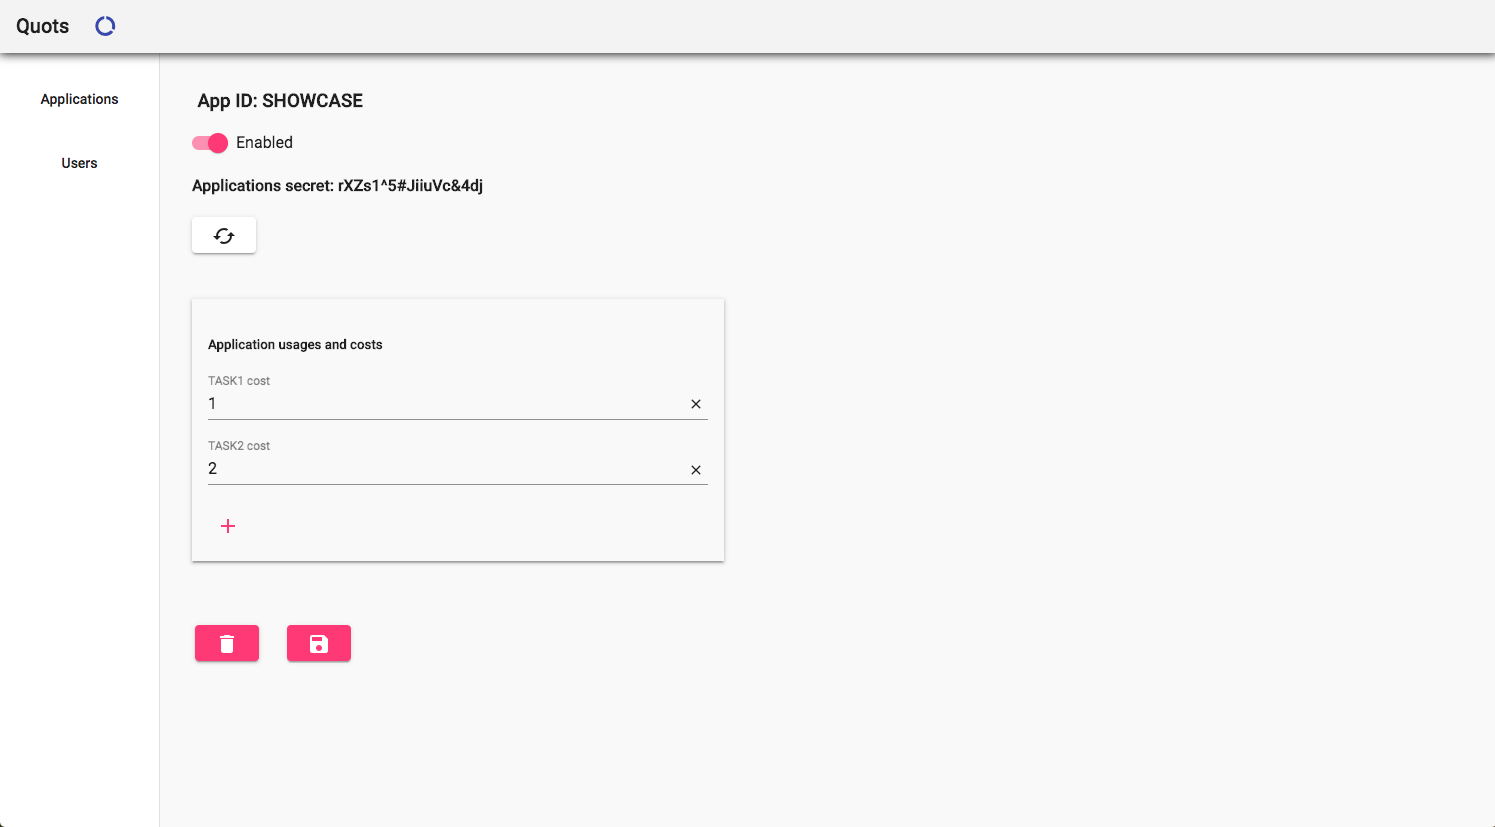 Quots
Applications
Users
App ID: SHOWCASE
Enabled
Applications secret: rXZs1^5#JiiuVc&4dj
Application usages and costs
TASK1 cost
1
TASK2 cost
2